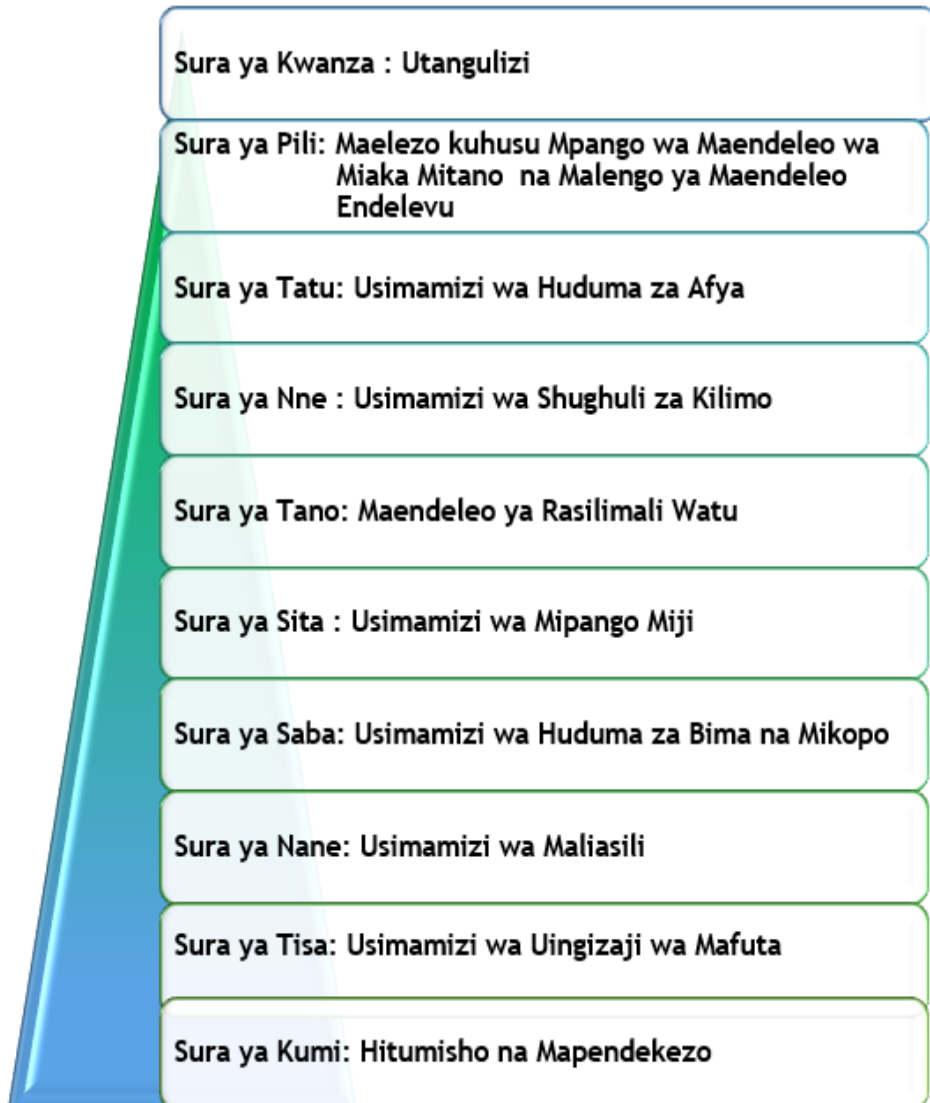 Sura ya Kwanza : Utangulizi
Sura ya Pili: Maelezo kuhusu Mpango wa Maendeleo wa
Miaka Mitano na Malengo ya Maendeleo
Endelevu
Sura ya Tatu: Usimamizi wa Huduma za Afya
Sura ya Nne : Usimamizi wa Shughuli za Kilimo
Sura ya Tano: Maendeleo ya Rasilimali Watu
Sura ya Sita : Usimamizi wa Mipango Miji
Sura ya Saba: Usimamizi wa Huduma za Bima na Mikopo
Sura ya Nane: Usimamizi wa Maliasili
Sura ya Tisa: Usimamizi wa Uingizaji wa Mafuta
Sura ya Kumi: Hitumisho na Mapendekezo